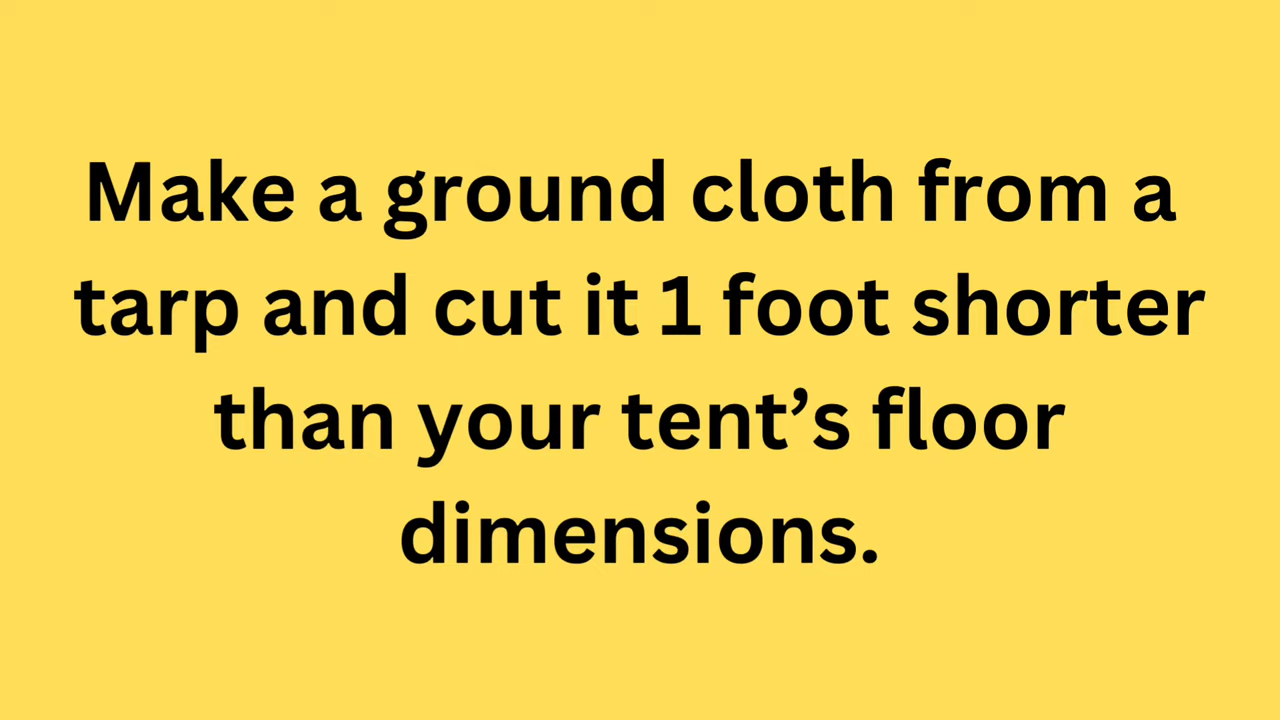 Make a ground cloth from a
tarp and cut it 1 foot shorter
than your tent’s floor
dimensions.